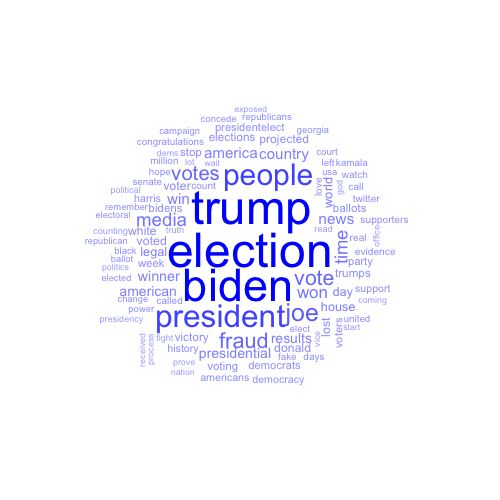 exposed
concede republicans
campaign presidentelect georgia
congratulations elections projected
dems stop america country court
million lot wait left kamala
hope votes people usa watch
senate voter count love world god call
political harris win trump twitter
remember bidens ballots
electoral media news supporters
counting white truth read time real office
republican voted election evidence
black legal party
ballot week biden vote trumps
politics
elected winner
change american won day support
power called president joe house coming
presidency elect lost voters united
start
fight victory fraud results vice
received process history presidential donald
prove fake days
nation voting democrats
americans democracy